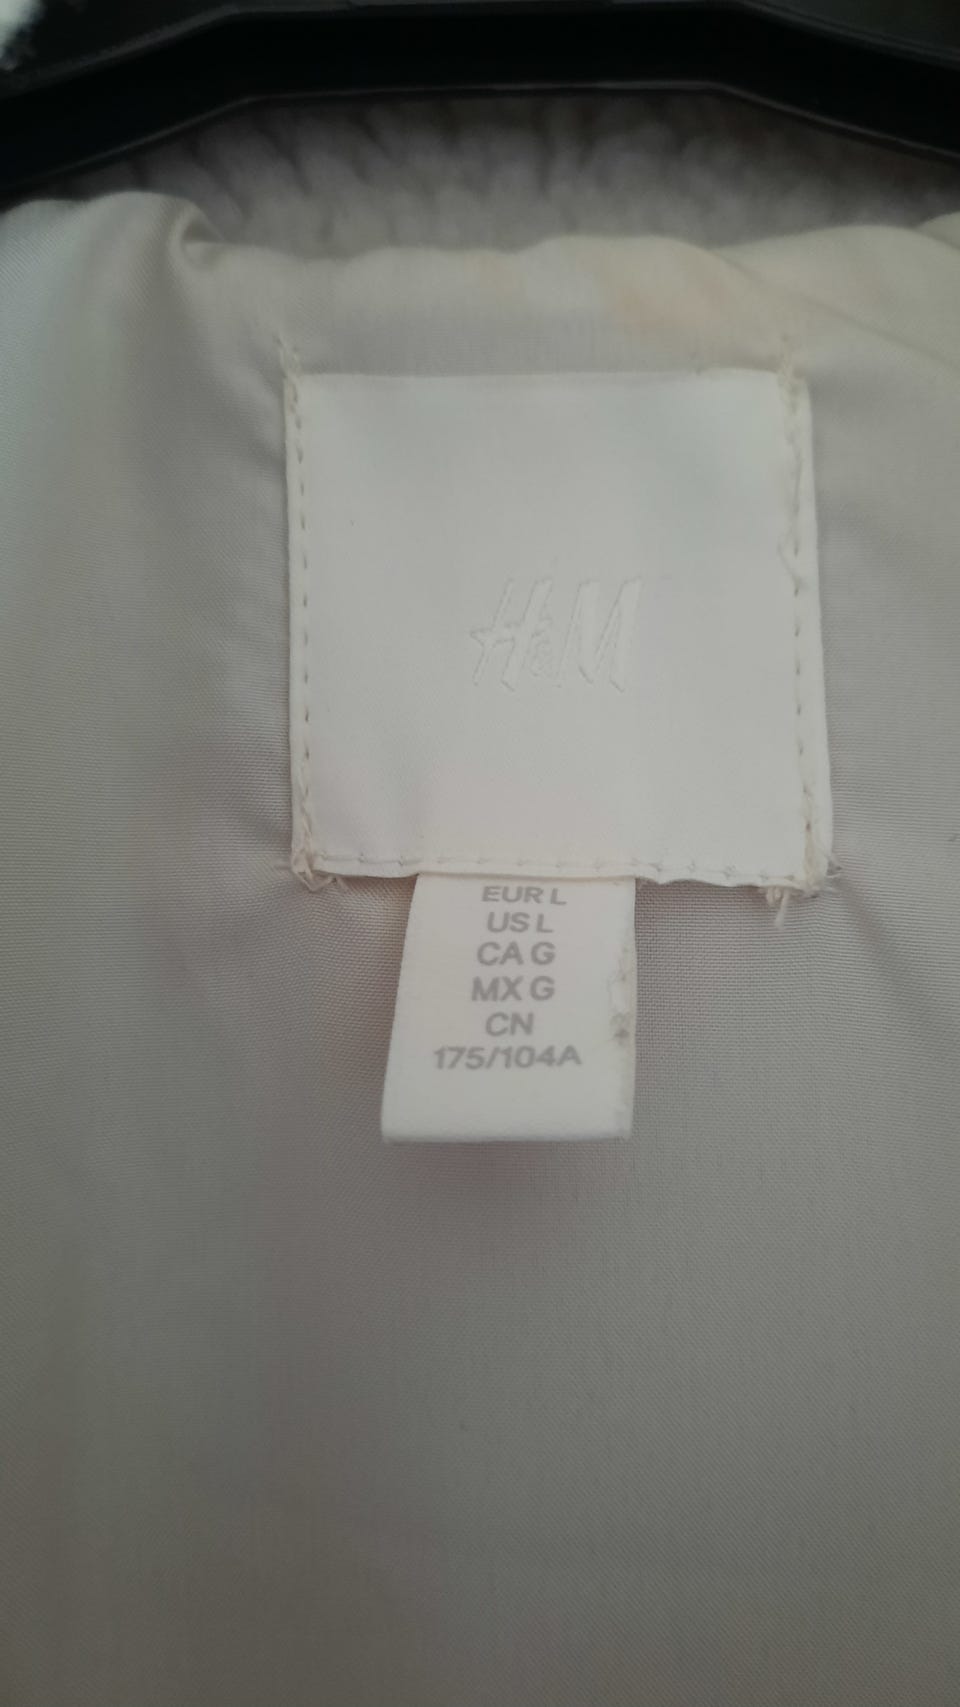 H&M
EUR L
US L
CA G
MX G
CN
175/104A